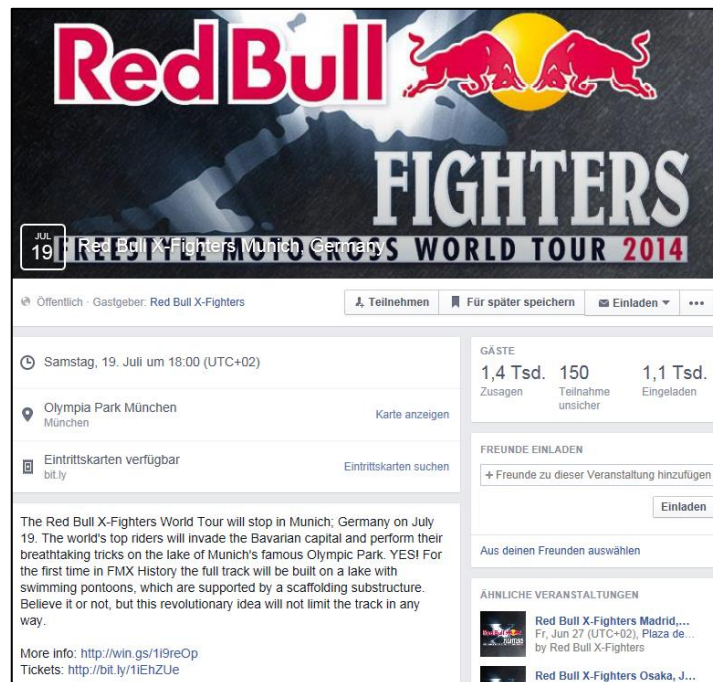 Red Bull
FIGHTERS
JUL
19
Red Bull X-Fighters Munich, Germany
FREESTYLE MOTOCROSS WORLD TOUR 2014
Öffentlich · Gastgeber: Red Bull X-Fighters
Teilnehmen
Für später speichern
Einladen
Samstag, 19. Juli um 18:00 (UTC+02)
Olympia Park München
München
Karte anzeigen
Eintrittskarten verfügbar
bit.ly
Eintrittskarten suchen
The Red Bull X-Fighters World Tour will stop in Munich; Germany on July
19. The world's top riders will invade the Bavarian capital and perform their
breathtaking tricks on the lake of Munich's famous Olympic Park. YES! For
the first time in FMX History the full track will be built on a lake with
swimming pontoons, which are supported by a scaffolding substructure.
Believe it or not, but this revolutionary idea will not limit the track in any
way.
More info: http://win.gs/1i9reOp
Tickets: http://bit.ly/1iEhZUe
GÄSTE
1,4 Tsd. 150 1,1 Tsd.
Zusagen Teilnahme Eingeladen
unsicher
FREUNDE EINLADEN
+ Freunde zu dieser Veranstaltung hinzufügen
Einladen
Aus deinen Freunden auswählen
ÄHNLICHE VERANSTALTUNGEN
Red Bull X-Fighters Madrid,...
Fr, Jun 27 (UTC+02), Plaza de...
by Red Bull X-Fighters
Red Bull X-Fighters Osaka, J...